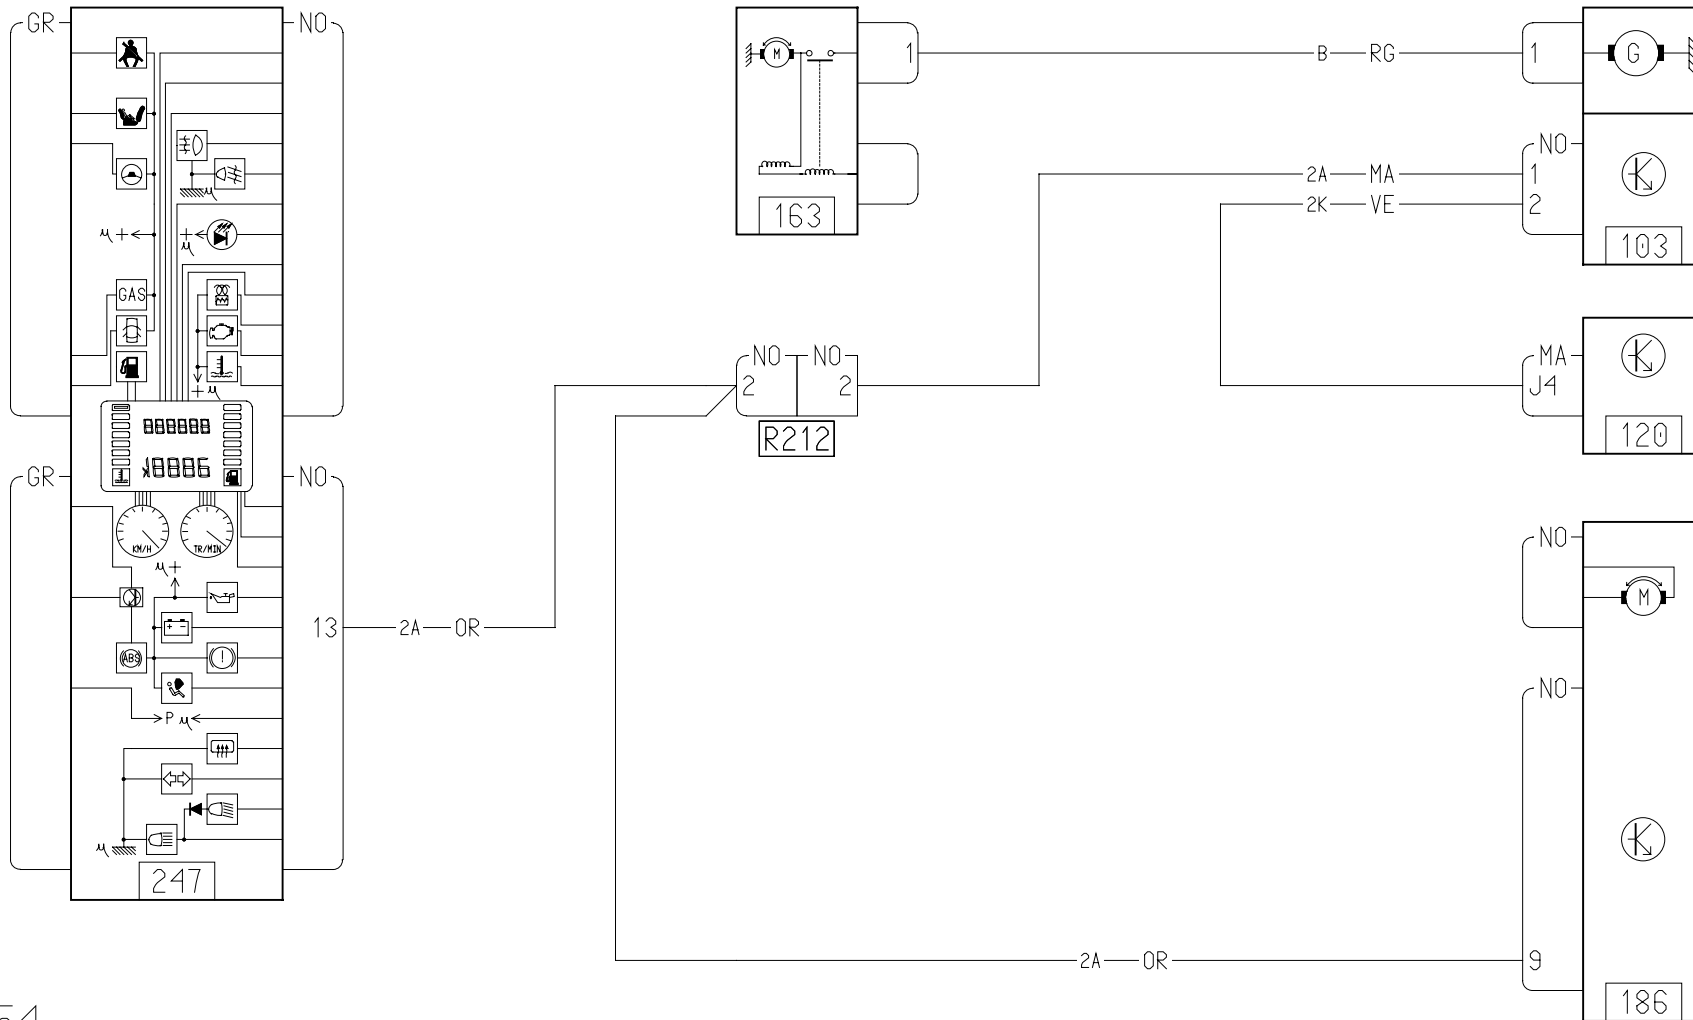 GR NO
1 B RG 1 G
M
NO
2A MA 1
2K VE 2
163
103
μ + + μ
GAS
MA
J4
120
+ μ
NO NO
2 2
R212
GR NO
KM/H TR/MIN
μ +
NO
M
13 2A OR
+ -
ABS !
P μ
NO
μ
247
2A OR 9
186